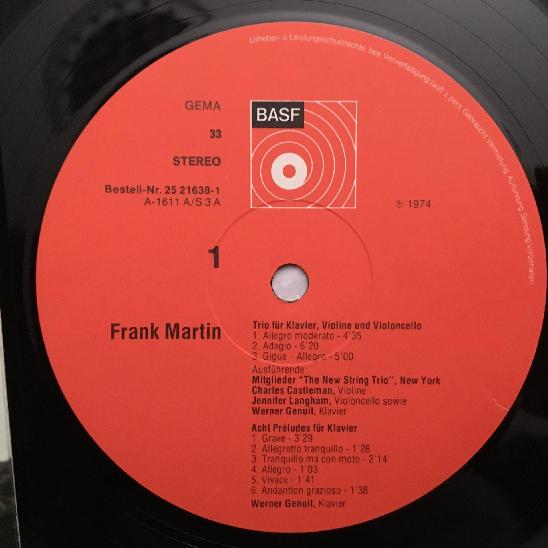 Urheber- u. Leistungsschutzrechte, bes. Vervielfältigung (auf z. pers. Gebrauch), Vermietung, Aufführung, Sendung vorbehalten
GEMA
33
STEREO
Bestell-Nr. 25 21638-1
A-1611 A/S 3 A
BASF
℗ 1974
1
Frank Martin
Trio für Klavier, Violine und Violoncello
1. Allegro moderato - 4'35
2. Adagio - 6'20
3. Gigue - Allegro - 5'00
Ausführende:
Mitglieder "The New String Trio", New York
Charles Castleman, Violine
Jennifer Langham, Violoncello sowie
Werner Genuit, Klavier
Acht Préludes für Klavier
1. Grave - 3'29
2. Allegretto tranquillo - 1'28
3. Tranquillo ma con moto - 2'14
4. Allegro - 1'03
5. Vivace - 1'41
6. Andantion grazioso - 1'38
Werner Genuit, Klavier